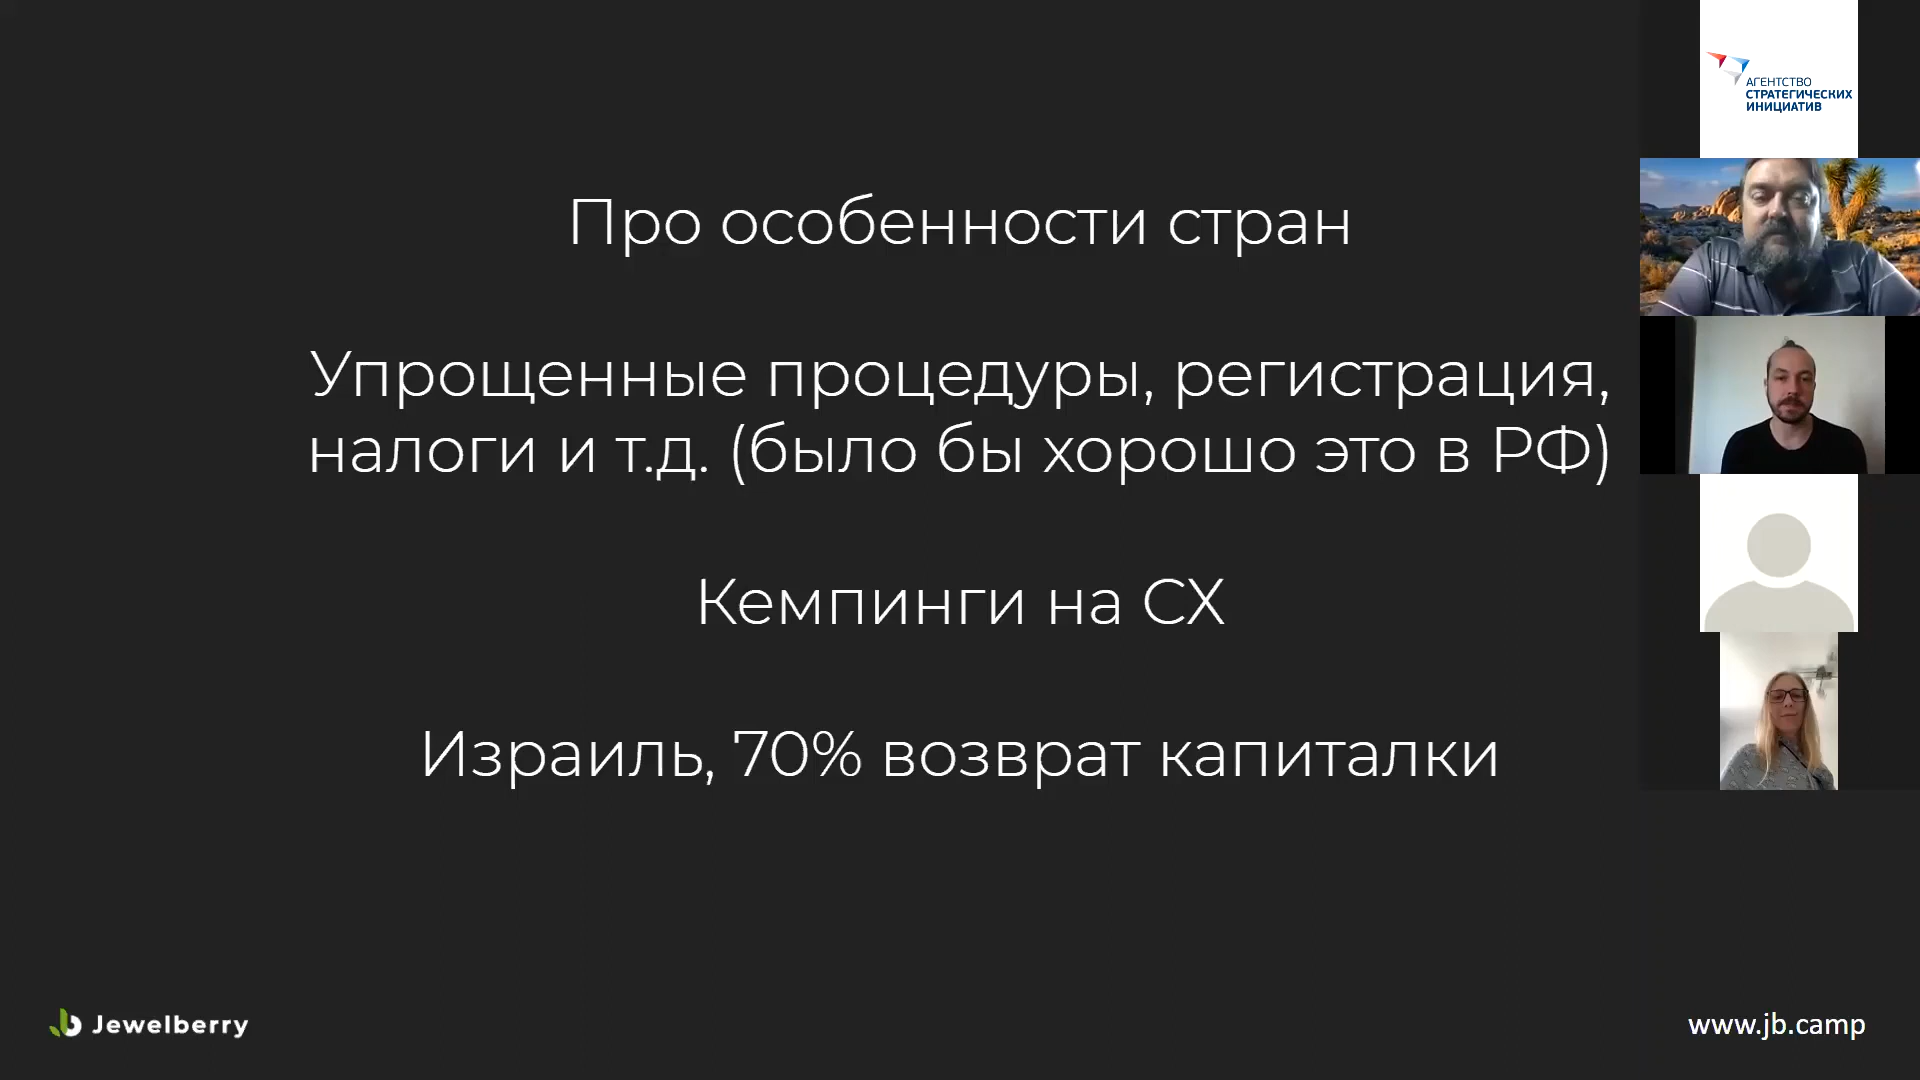 Про особенности стран
Упрощенные процедуры, регистрация,
налоги и т.д. (было бы хорошо это в РФ)
Кемпинги на СХ
Израиль, 70% возврат капиталки
АГЕНТСТВО
СТРАТЕГИЧЕСКИХ
ИНИЦИАТИВ
Jewelberry
www.jb.camp